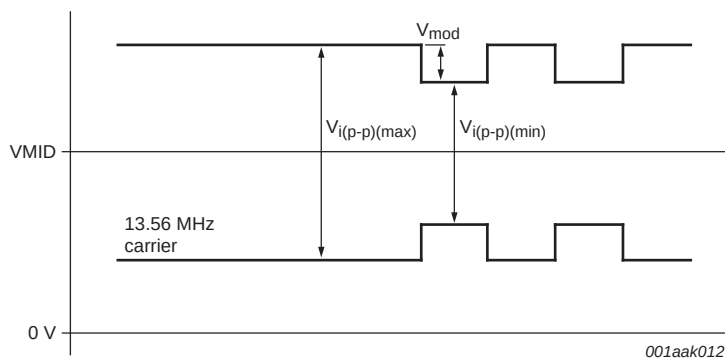 Vmod
Vi(p-p)(max)
Vi(p-p)(min)
VMID
13.56 MHz
carrier
0 V
001aak012